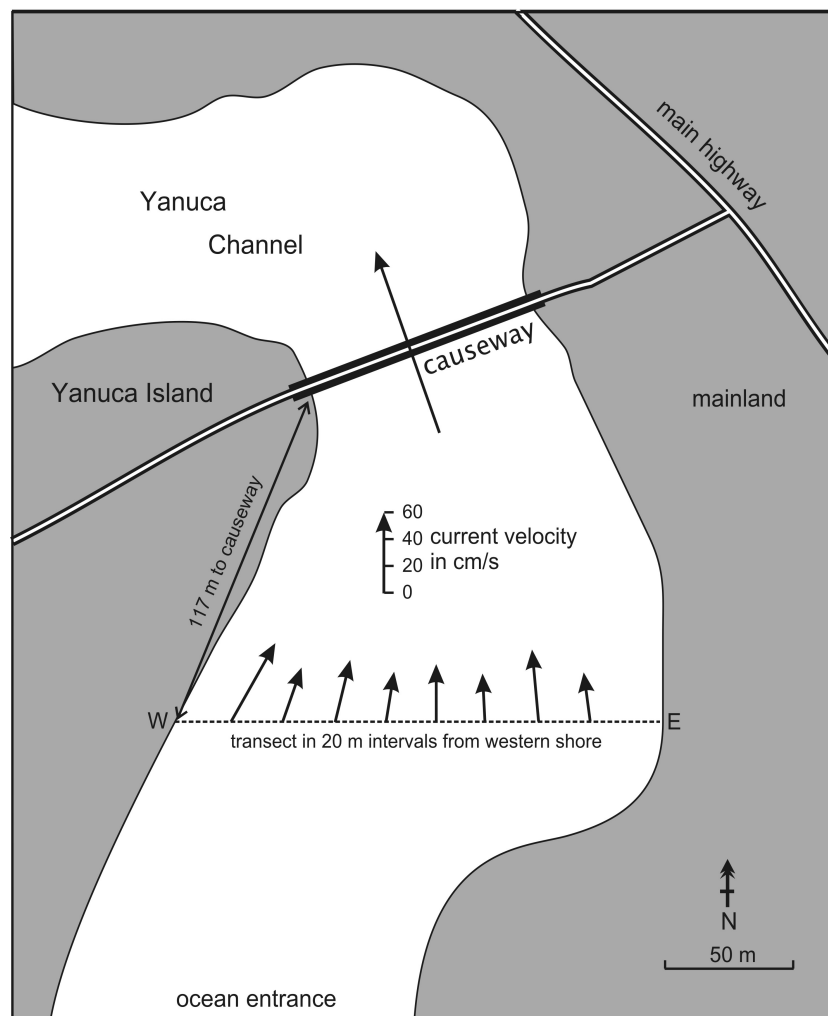 main highway
Yanuca
Channel
causeway
Yanuca Island
mainland
117 m to causeway
60
40
20
0
current velocity
in cm/s
W
E
transect in 20 m intervals from western shore
N
50 m
ocean entrance